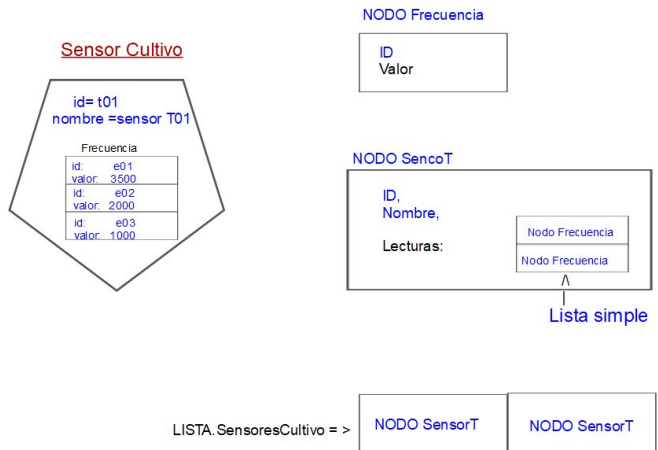 Sensor Cultivo
id= t01
nombre =sensor T01
Frecuencia
id: e01
valor: 3500
id: e02
valor: 2000
id: e03
valor: 1000
NODO Frecuencia
ID
Valor
NODO SencoT
ID,
Nombre,
Lecturas:
Nodo Frecuencia
Nodo Frecuencia
Lista simple
LISTA.SensoresCultivo = >
NODO SensorT
NODO SensorT